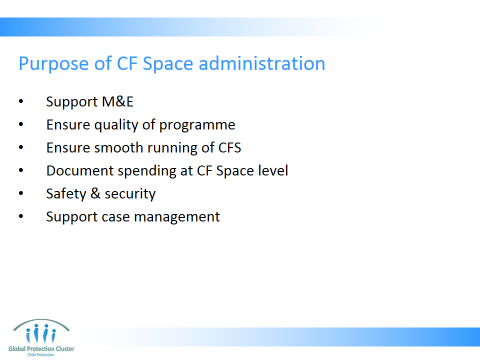 Purpose of CF Space administration
• Support M&E
• Ensure quality of programme
• Ensure smooth running of CFS
• Document spending at CF Space level
• Safety & security
• Support case management
Global Protection Cluster
Child Protection